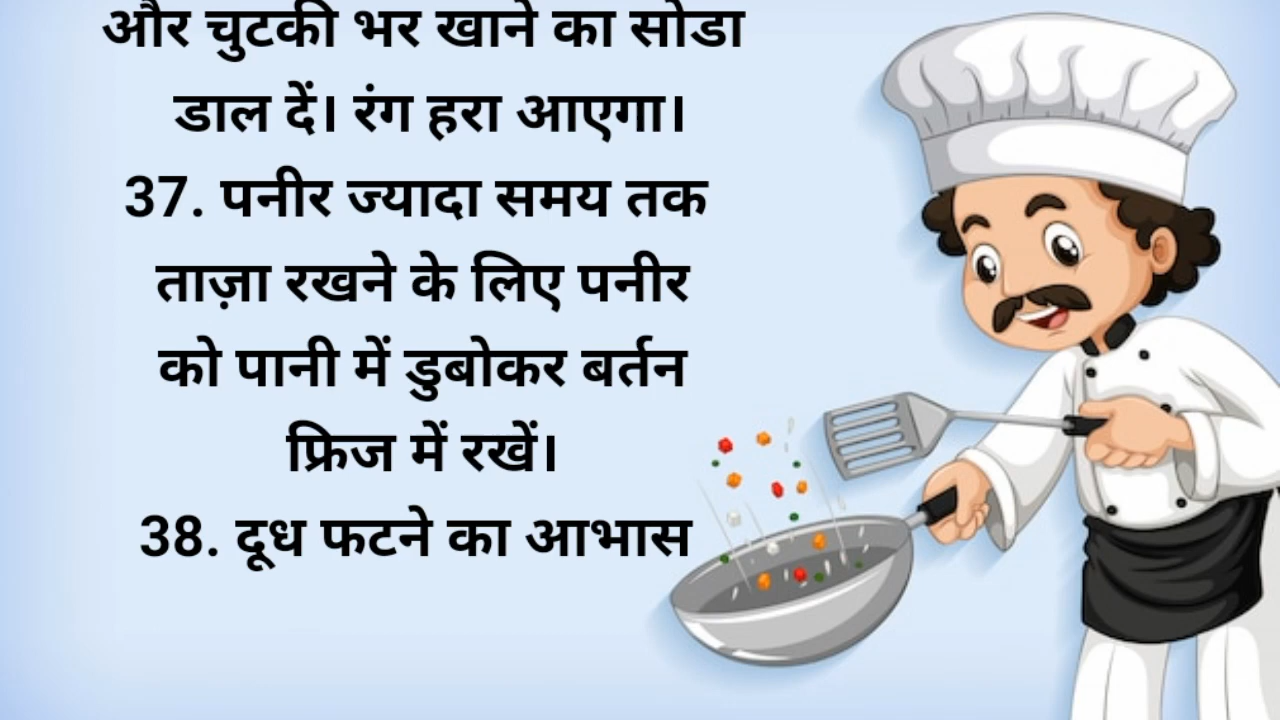 और चुटकी भर खाने का सोडा
डाल दें। रंग हरा आएगा।
37. पनीर ज्यादा समय तक
ताज़ा रखने के लिए पनीर
को पानी में डुबोकर बर्तन
फ्रिज में रखें।
38. दूध फटने का आभास